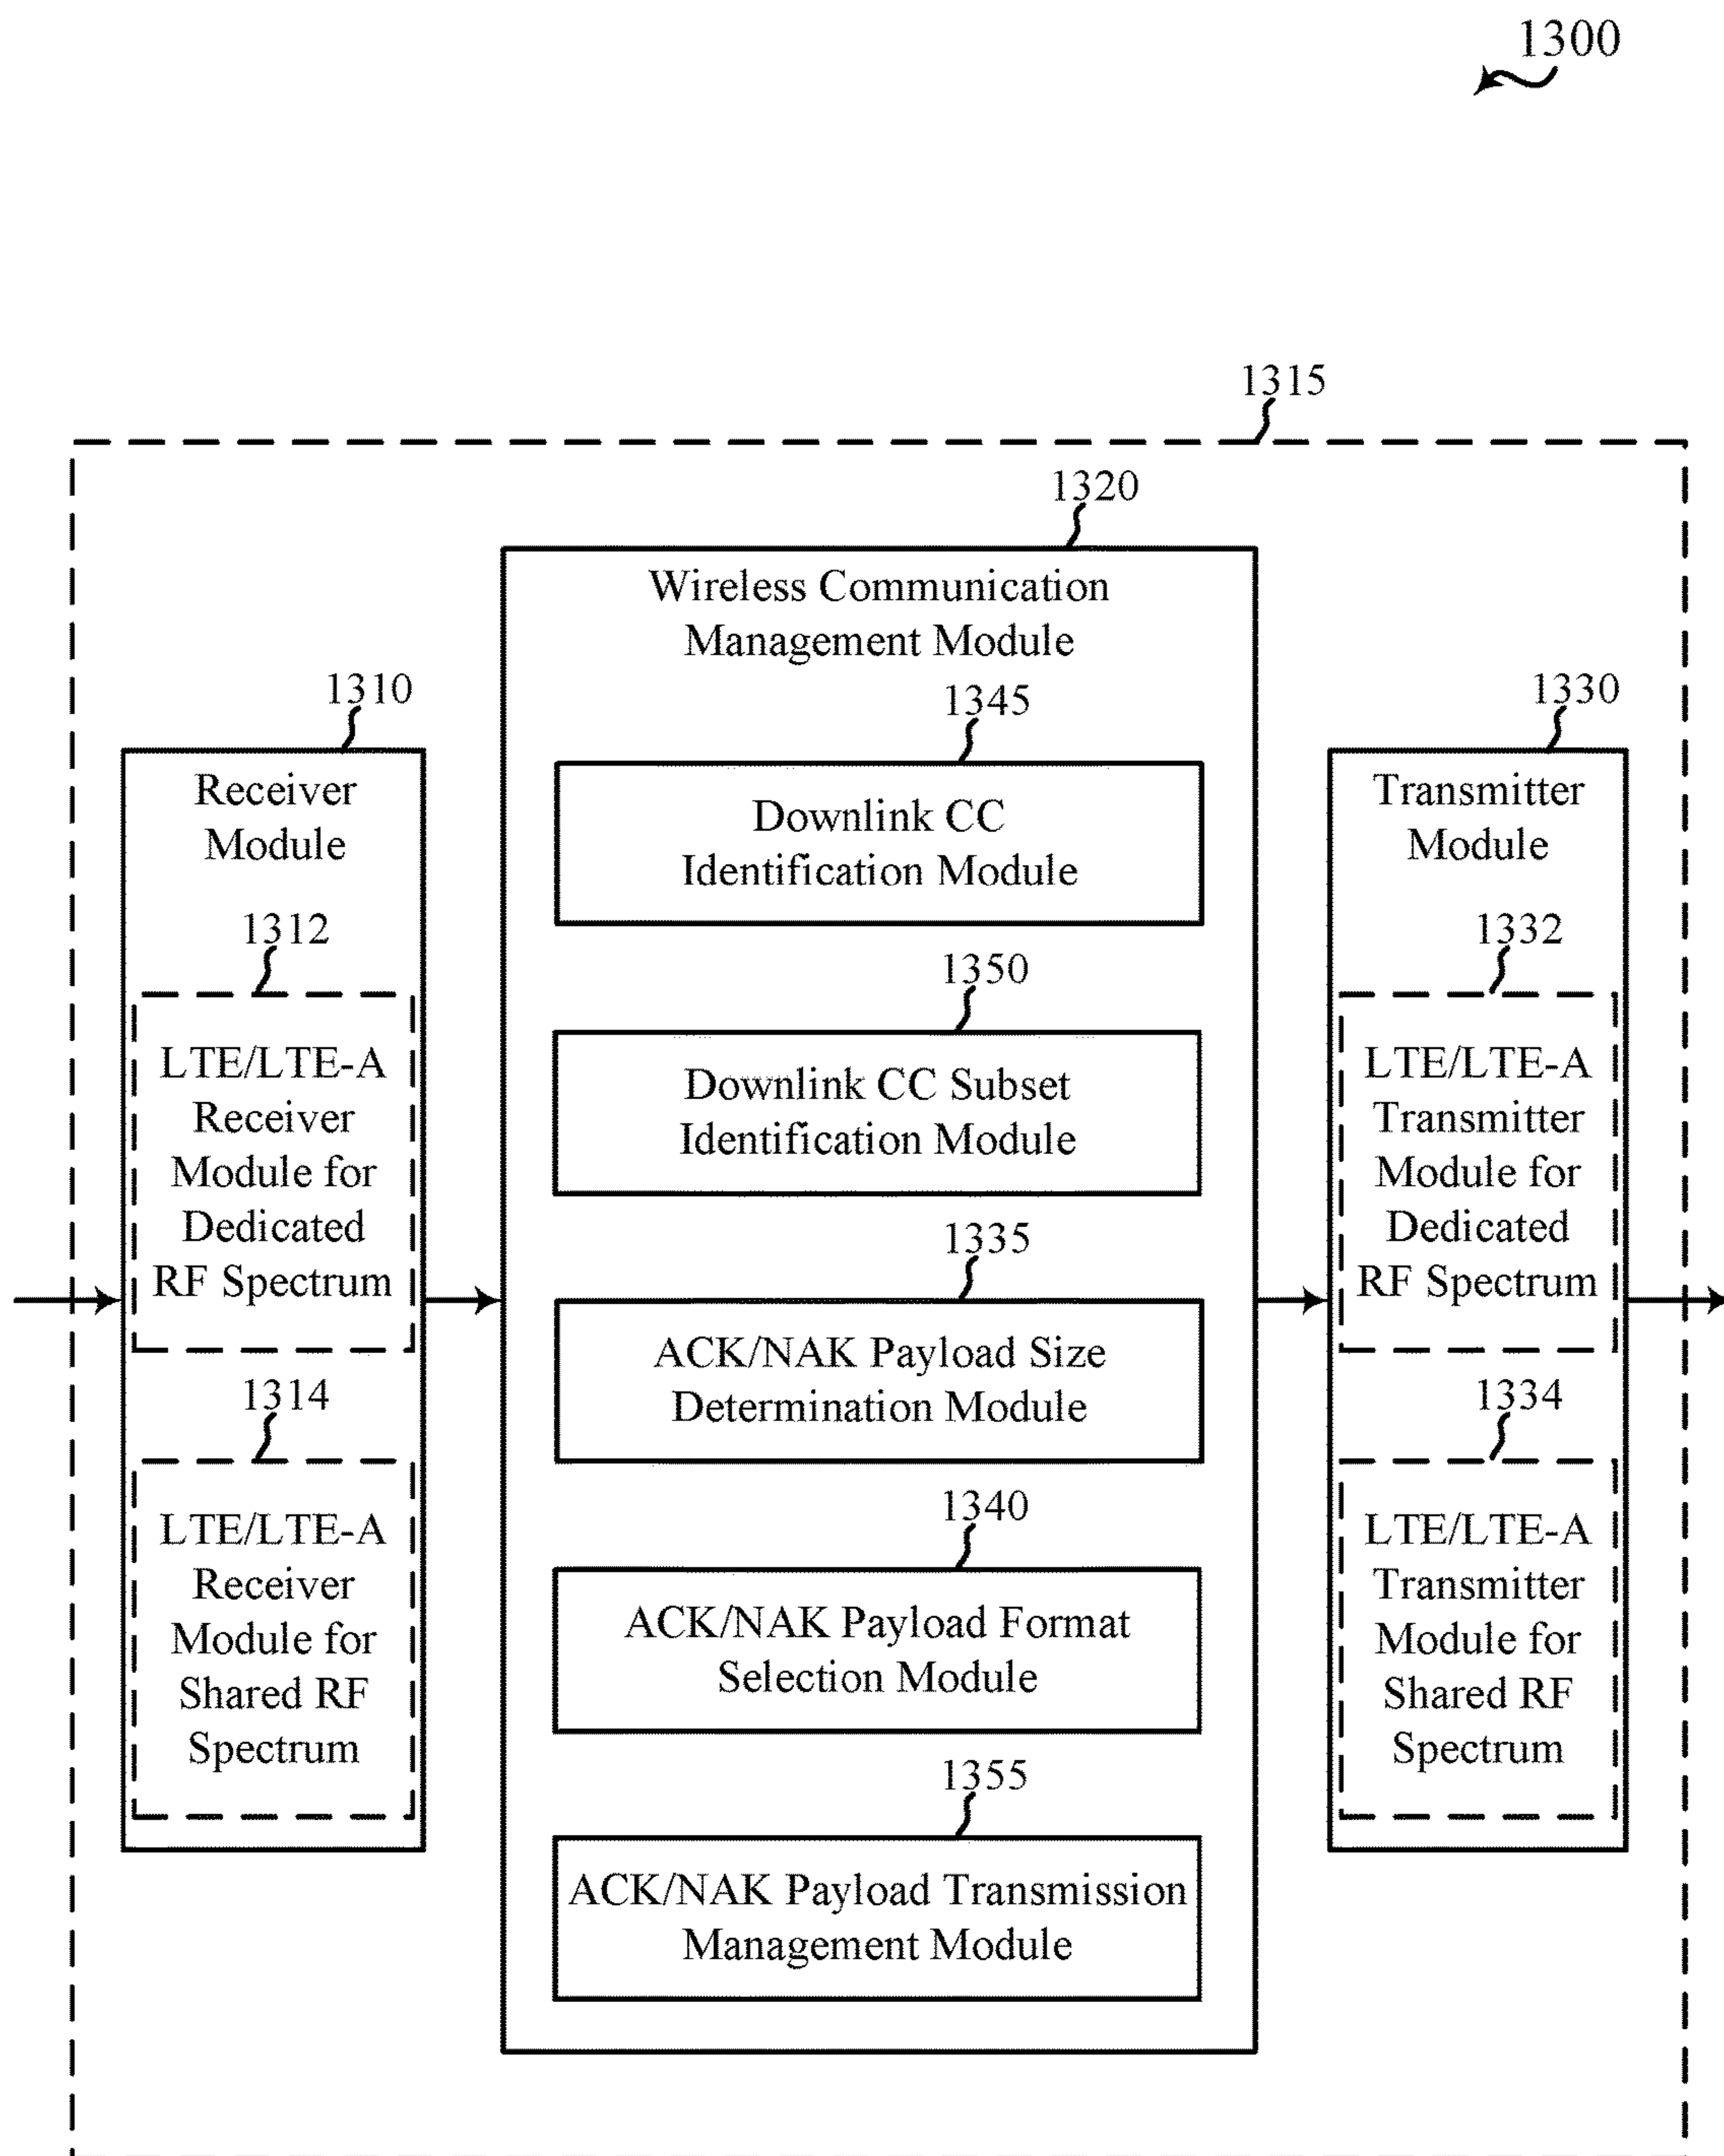 1300
1315
1320
Wireless Communication
Management Module
1310
Receiver
Module
1312
LTE/LTE-A
Receiver
Module for
Dedicated
RF Spectrum
1314
LTE/LTE-A
Receiver
Module for
Shared RF
Spectrum
1345
Downlink CC
Identification Module
1350
Downlink CC Subset
Identification Module
1335
ACK/NAK Payload Size
Determination Module
1340
ACK/NAK Payload Format
Selection Module
1355
ACK/NAK Payload Transmission
Management Module
1330
Transmitter
Module
1332
LTE/LTE-A
Transmitter
Module for
Dedicated
RF Spectrum
1334
LTE/LTE-A
Transmitter
Module for
Shared RF
Spectrum